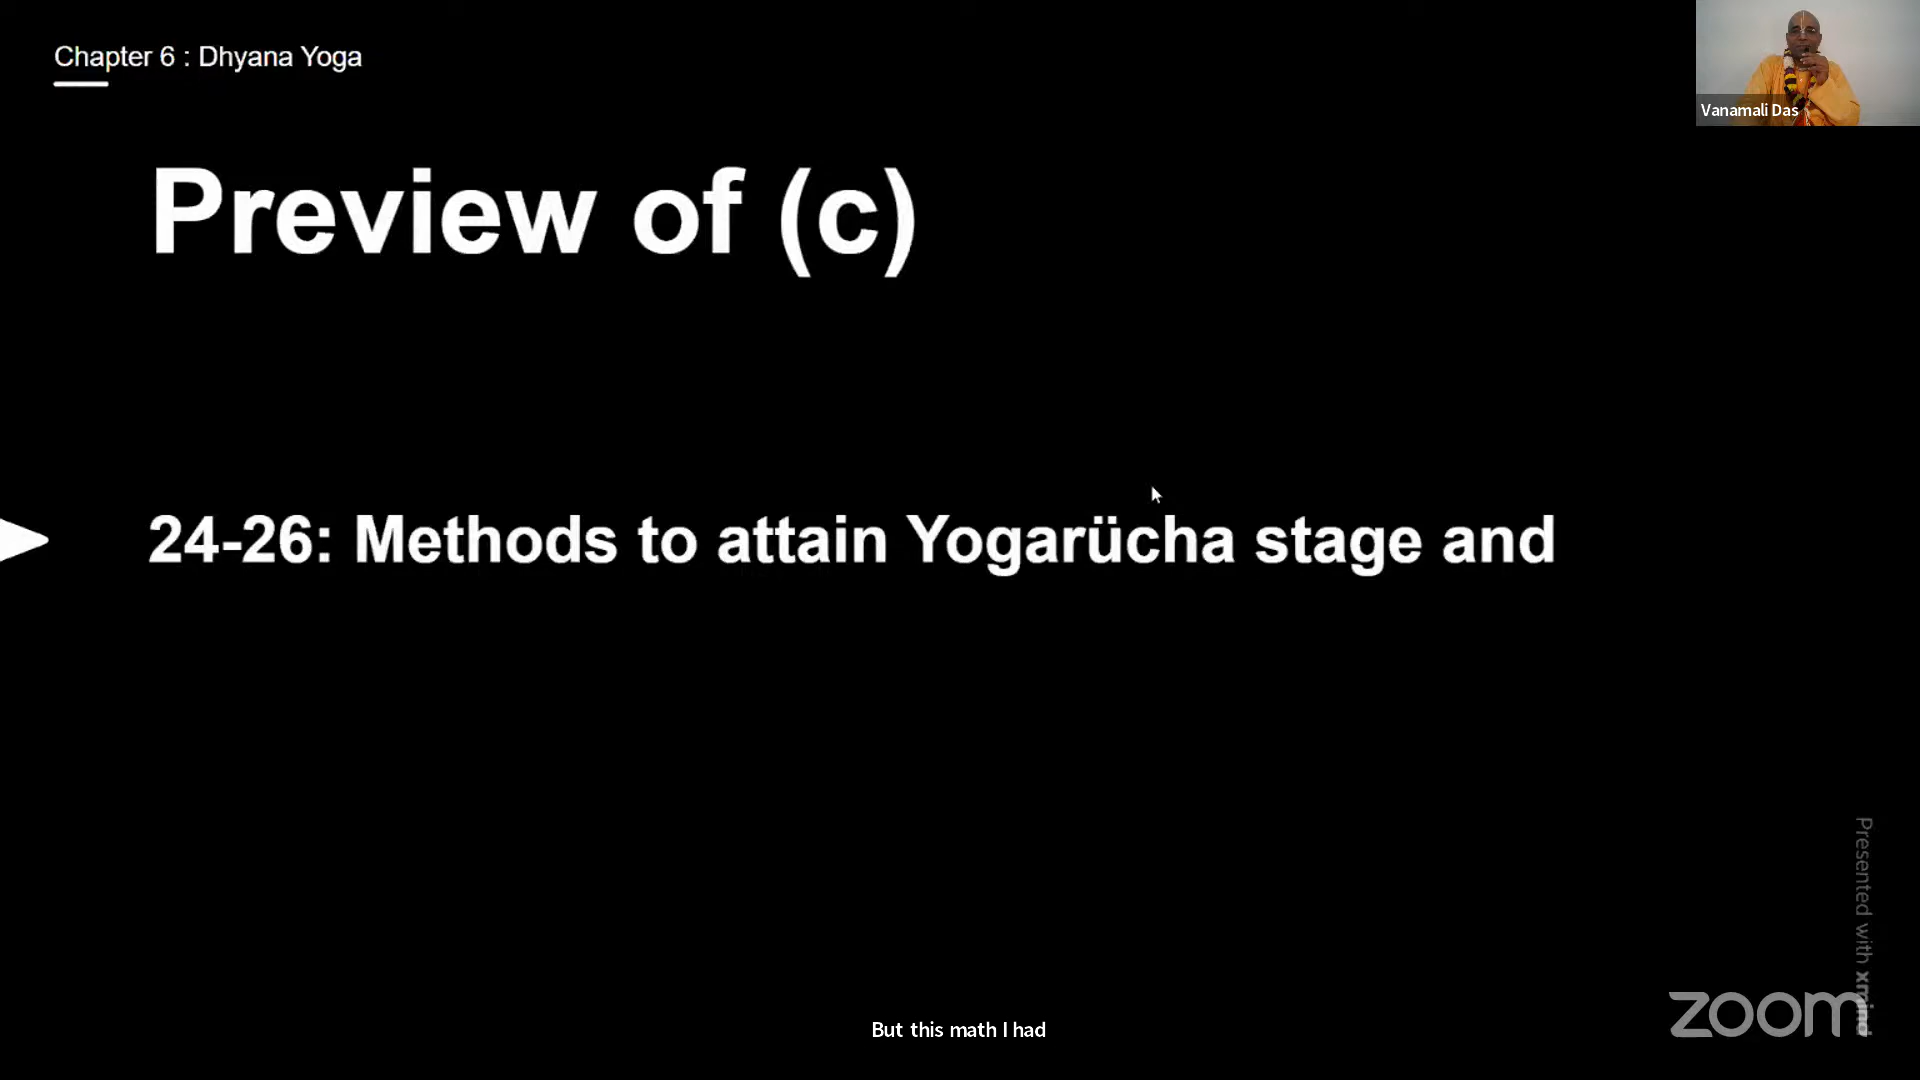 Chapter 6 : Dhyana Yoga
Vanamali Das
Preview of (c)
24-26: Methods to attain Yogarücha stage and
Presented with xmind
But this math I had
zoom